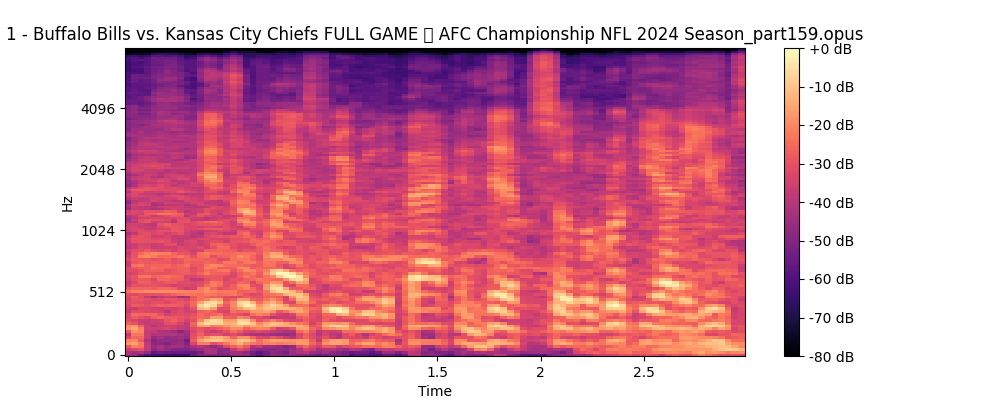 1 - Buffalo Bills vs. Kansas City Chiefs FULL GAME ▯ AFC Championship NFL 2024 Season_part159.opus
+0 dB
-10 dB
-20 dB
-30 dB
-40 dB
-50 dB
-60 dB
-70 dB
-80 dB
Hz
4096
2048
1024
512
0
0
0.5
1
1.5
2
2.5
Time